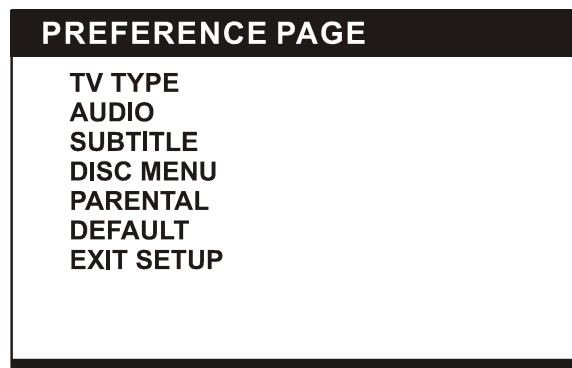 PREFERENCE PAGE
TV TYPE
AUDIO
SUBTITLE
DISC MENU
PARENTAL
DEFAULT
EXIT SETUP